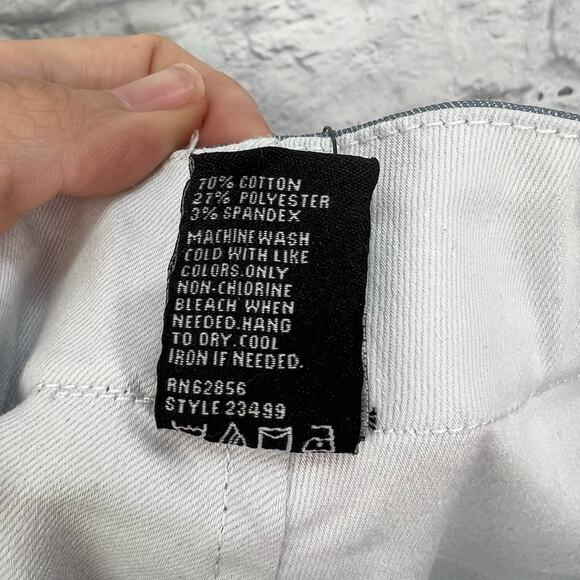 70% COTTON
27% POLYESTER
3% SPANDEX
MACHINE WASH
COLD WITH LIKE
COLORS.ONLY
NON-CHLORINE
BLEACH WHEN
NEEDED.HANG
TO DRY.COOL
IRON IF NEEDED.
RN62856
STYLE 23499